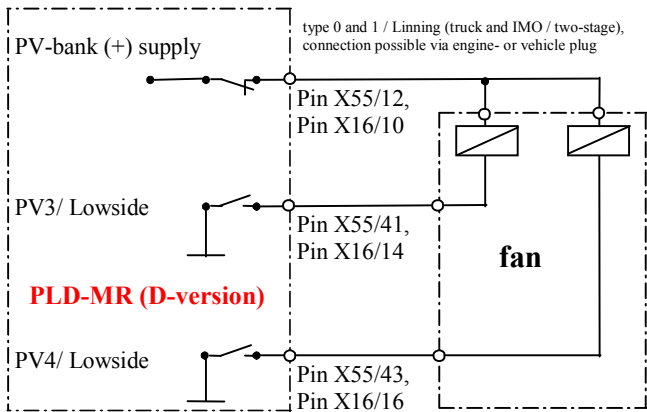 type 0 and 1 / Linning (truck and IMO / two-stage),
connection possible via engine- or vehicle plug
PV-bank (+) supply
Pin X55/12,
Pin X16/10
PV3/ Lowside
Pin X55/41,
Pin X16/14
fan
PLD-MR (D-version)
PV4/ Lowside
Pin X55/43,
Pin X16/16